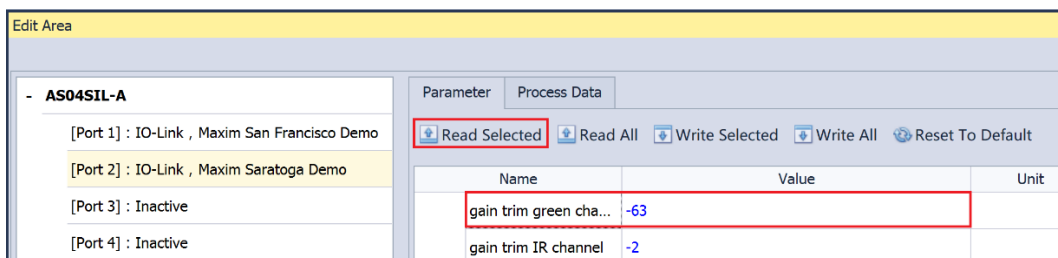 Edit Area
- AS04SIL-A
[Port 1] : IO-Link , Maxim San Francisco Demo
[Port 2] : IO-Link , Maxim Saratoga Demo
[Port 3] : Inactive
[Port 4] : Inactive
Parameter Process Data
Read Selected Read All Write Selected Write All Reset To Default
Name Value Unit
gain trim green cha... -63
gain trim IR channel -2